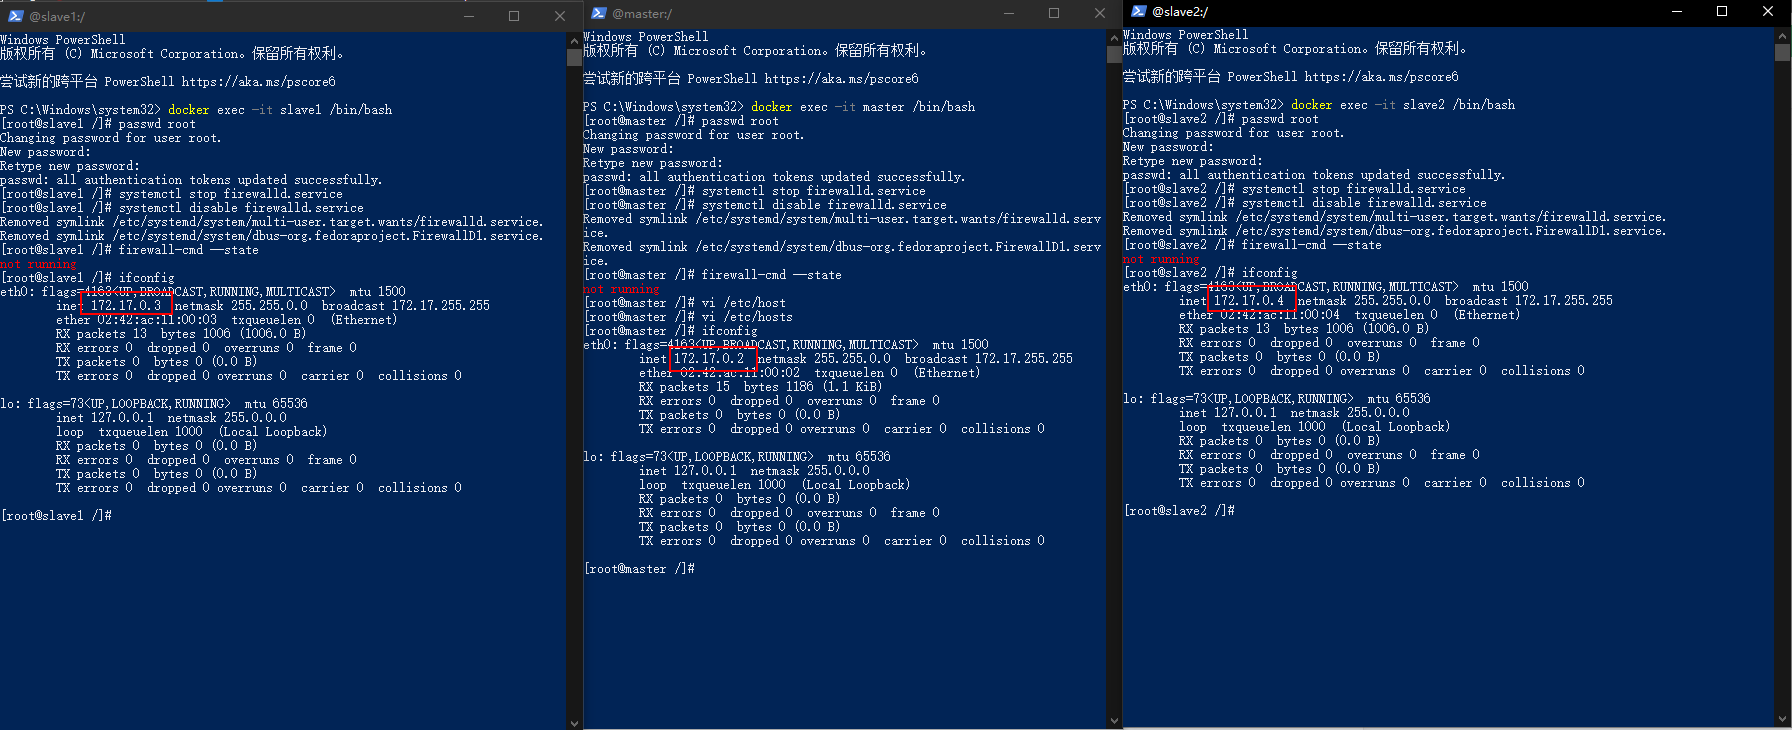 @slave1:/
Windows PowerShell
版权所有 (C) Microsoft Corporation。保留所有权利。
尝试新的跨平台 PowerShell https://aka.ms/pscore6
PS C:\Windows\system32> docker exec -it slave1 /bin/bash
[root@slave1 /]# passwd root
Changing password for user root.
New password:
Retype new password:
passwd: all authentication tokens updated successfully.
[root@slave1 /]# systemctl stop firewalld.service
[root@slave1 /]# systemctl disable firewalld.service
Removed symlink /etc/systemd/system/multi-user.target.wants/firewalld.service.
Removed symlink /etc/systemd/system/dbus-org.fedoraproject.FirewallD1.service.
[root@slave1 /]# firewall-cmd --state
not running
[root@slave1 /]# ifconfig
eth0: flags=4163<UP,BROADCAST,RUNNING,MULTICAST>  mtu 1500
inet 172.17.0.3  netmask 255.255.0.0  broadcast 172.17.255.255
ether 02:42:ac:11:00:03  txqueuelen 0  (Ethernet)
RX packets 13  bytes 1006 (1006.0 B)
RX errors 0  dropped 0  overruns 0  frame 0
TX packets 0  bytes 0 (0.0 B)
TX errors 0  dropped 0 overruns 0  carrier 0  collisions 0
lo: flags=73<UP,LOOPBACK,RUNNING>  mtu 65536
inet 127.0.0.1  netmask 255.0.0.0
loop  txqueuelen 1000  (Local Loopback)
RX packets 0  bytes 0 (0.0 B)
RX errors 0  dropped 0  overruns 0  frame 0
TX packets 0  bytes 0 (0.0 B)
TX errors 0  dropped 0 overruns 0  carrier 0  collisions 0
[root@slave1 /]#
@master:/
Windows PowerShell
版权所有 (C) Microsoft Corporation。保留所有权利。
尝试新的跨平台 PowerShell https://aka.ms/pscore6
PS C:\Windows\system32> docker exec -it master /bin/bash
[root@master /]# passwd root
Changing password for user root.
New password:
Retype new password:
passwd: all authentication tokens updated successfully.
[root@master /]# systemctl stop firewalld.service
[root@master /]# systemctl disable firewalld.service
Removed symlink /etc/systemd/system/multi-user.target.wants/firewalld.serv
ice.
Removed symlink /etc/systemd/system/dbus-org.fedoraproject.FirewallD1.serv
ice.
[root@master /]# firewall-cmd --state
not running
[root@master /]# vi /etc/host
[root@master /]# vi /etc/hosts
[root@master /]# ifconfig
eth0: flags=4163<UP,BROADCAST,RUNNING,MULTICAST>  mtu 1500
inet 172.17.0.2  netmask 255.255.0.0  broadcast 172.17.255.255
ether 02:42:ac:11:00:02  txqueuelen 0  (Ethernet)
RX packets 15  bytes 1186 (1.1 KiB)
RX errors 0  dropped 0  overruns 0  frame 0
TX packets 0  bytes 0 (0.0 B)
TX errors 0  dropped 0 overruns 0  carrier 0  collisions 0
lo: flags=73<UP,LOOPBACK,RUNNING>  mtu 65536
inet 127.0.0.1  netmask 255.0.0.0
loop  txqueuelen 1000  (Local Loopback)
RX packets 0  bytes 0 (0.0 B)
RX errors 0  dropped 0  overruns 0  frame 0
TX packets 0  bytes 0 (0.0 B)
TX errors 0  dropped 0 overruns 0  carrier 0  collisions 0
[root@master /]#
@slave2:/
Windows PowerShell
版权所有 (C) Microsoft Corporation。保留所有权利。
尝试新的跨平台 PowerShell https://aka.ms/pscore6
PS C:\Windows\system32> docker exec -it slave2 /bin/bash
[root@slave2 /]# passwd root
Changing password for user root.
New password:
Retype new password:
passwd: all authentication tokens updated successfully.
[root@slave2 /]# systemctl stop firewalld.service
[root@slave2 /]# systemctl disable firewalld.service
Removed symlink /etc/systemd/system/multi-user.target.wants/firewalld.service.
Removed symlink /etc/systemd/system/dbus-org.fedoraproject.FirewallD1.service.
[root@slave2 /]# firewall-cmd --state
not running
[root@slave2 /]# ifconfig
eth0: flags=4163<UP,BROADCAST,RUNNING,MULTICAST>  mtu 1500
inet 172.17.0.4  netmask 255.255.0.0  broadcast 172.17.255.255
ether 02:42:ac:11:00:04  txqueuelen 0  (Ethernet)
RX packets 13  bytes 1006 (1006.0 B)
RX errors 0  dropped 0  overruns 0  frame 0
TX packets 0  bytes 0 (0.0 B)
TX errors 0  dropped 0 overruns 0  carrier 0  collisions 0
lo: flags=73<UP,LOOPBACK,RUNNING>  mtu 65536
inet 127.0.0.1  netmask 255.0.0.0
loop  txqueuelen 1000  (Local Loopback)
RX packets 0  bytes 0 (0.0 B)
RX errors 0  dropped 0  overruns 0  frame 0
TX packets 0  bytes 0 (0.0 B)
TX errors 0  dropped 0 overruns 0  carrier 0  collisions 0
[root@slave2 /]#